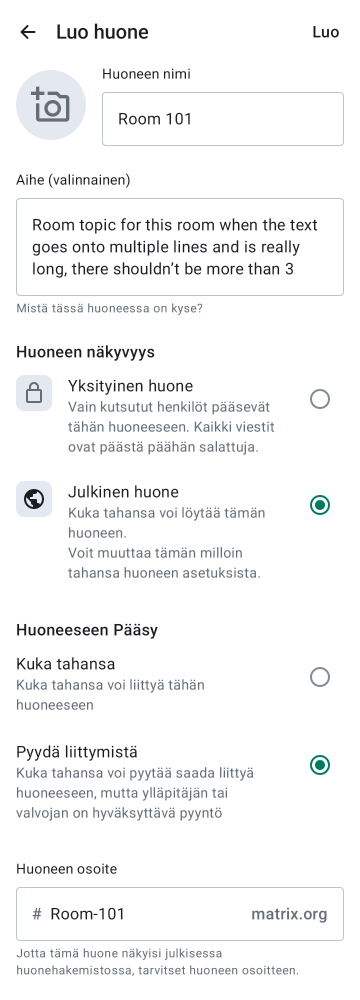 Luo huone
Luo
Huoneen nimi
Room 101
Aihe (valinnainen)
Room topic for this room when the text
goes onto multiple lines and is really
long, there shouldn’t be more than 3
Mistä tässä huoneessa on kyse?
Huoneen näkyvyys
Yksityinen huone
Vain kutsutut henkilöt pääsevät
tähän huoneeseen. Kaikki viestit
ovat päästä päähän salattuja.
Julkinen huone
Kuka tahansa voi löytää tämän
huoneen.
Voit muuttaa tämän milloin
tahansa huoneen asetuksista.
Huoneeseen Pääsy
Kuka tahansa
Kuka tahansa voi liittyä tähän
huoneeseen
Pyydä liittymistä
Kuka tahansa voi pyytää saada liittyä
huoneeseen, mutta ylläpitäjän tai
valvojan on hyväksyttävä pyyntö
Huoneen osoite
# Room-101 matrix.org
Jotta tämä huone näkyisi julkisessa
huonehakemistossa, tarvitset huoneen osoitteen.